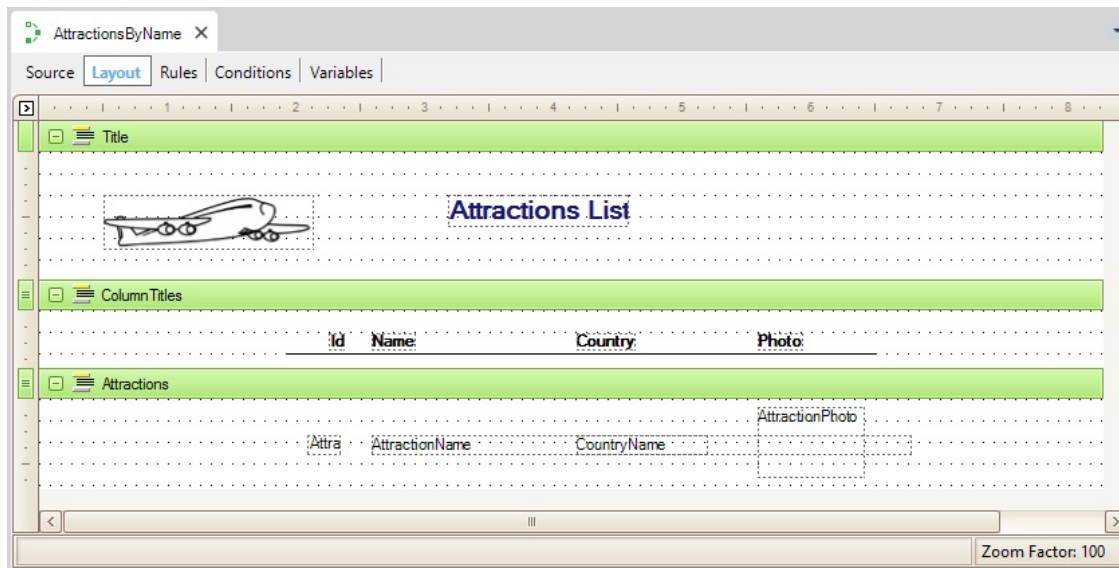 AttractionsByName
Source Layout Rules Conditions Variables
1 2 3 4 5 6 7 8
Title
Attractions List
ColumnTitles
Id Name Country Photo
Attractions
AttractionPhoto
Attra AttractionName CountryName
Zoom Factor: 100